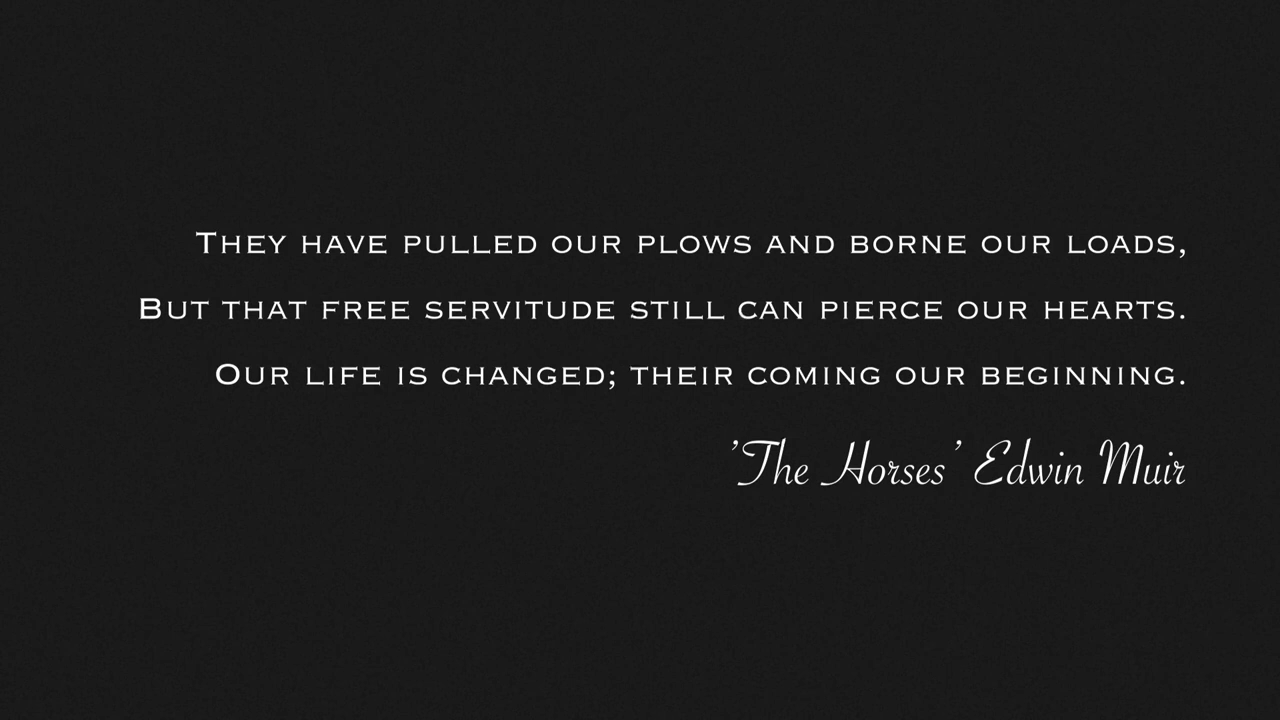 They have pulled our plows and borne our loads,
But that free servitude still can pierce our hearts.
Our life is changed; their coming our beginning.
’The Horses’ Edwin Muir